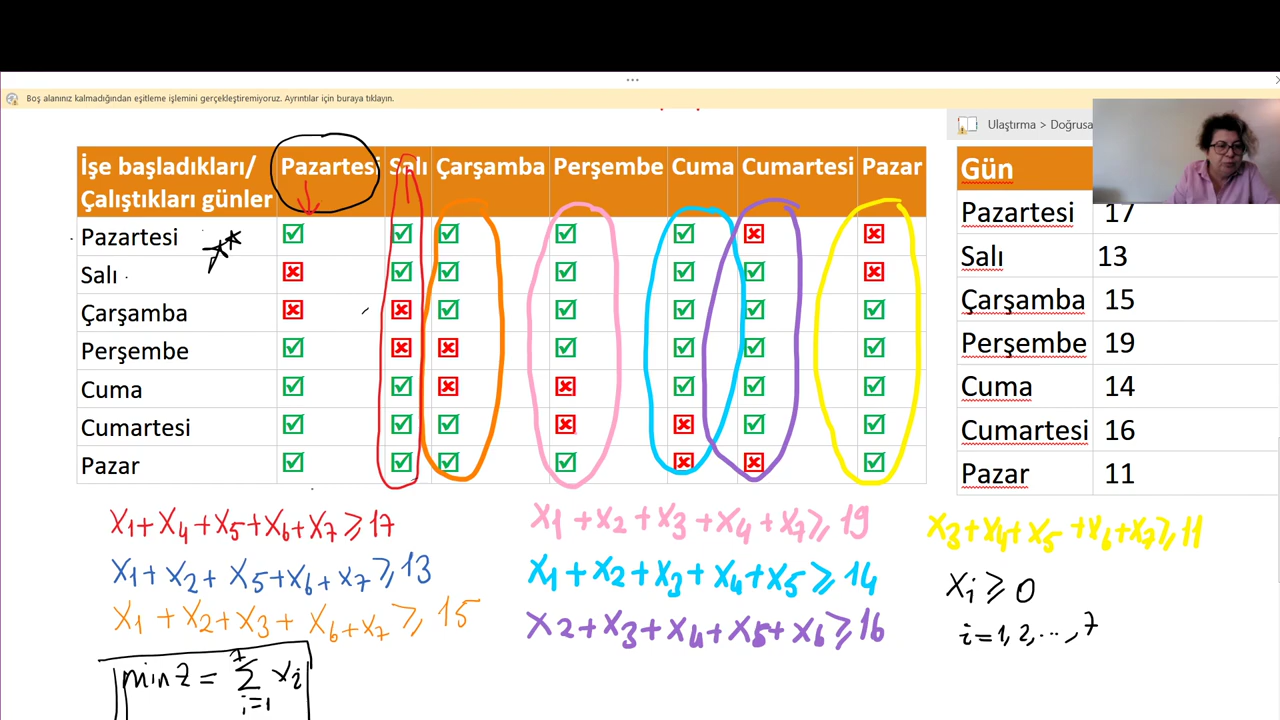 Boş alanınız kalmadığından eşitleme işlemini gerçekleştiremiyoruz. Ayrıntılar için buraya tıklayın.
Ulaştırma > Doğrusa
İşe başladıkları/ Pazartesi Salı Çarşamba Perşembe Cuma Cumartesi Pazar
Çalıştıkları günler
Pazartesi
Salı
Çarşamba
Perşembe
Cuma
Cumartesi
Pazar
Gün
Pazartesi 17
Salı 13
Çarşamba 15
Perşembe 19
Cuma 14
Cumartesi 16
Pazar 11
x₁+x₄+x₅+x₆+x₇≥17
x₁+x₂+x₅+x₆+x₇≥13
x₁+x₂+x₃+x₆+x₇≥15
min z = Σ xᵢ
7
i=1
x₁+x₂+x₃+x₄+x₇≥19
x₁+x₂+x₃+x₄+x₅≥14
x₂+x₃+x₄+x₅+x₆≥16
x₃+x₄+x₅+x₆+x₇≥11
xᵢ≥0
i=1,2,...,7